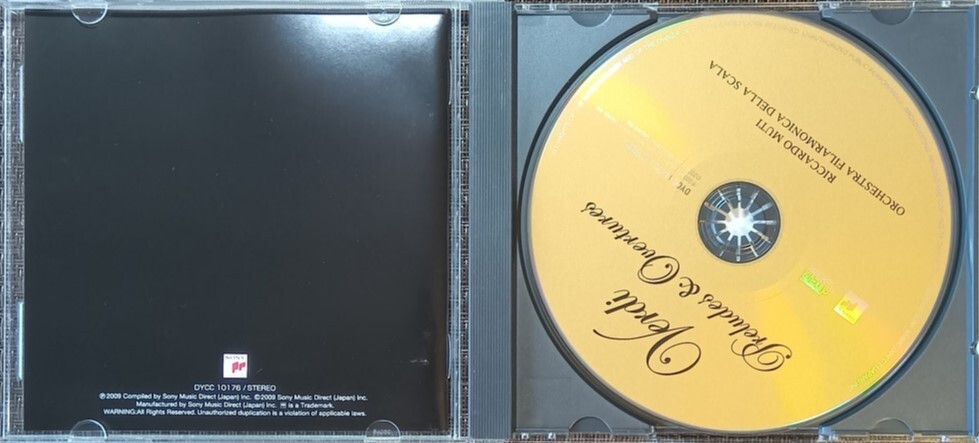 SONY
DYCC 10176 / STEREO
℗2009 Compiled by Sony Music Direct (Japan) Inc. ©2009 Sony Music Direct (Japan) Inc.
Manufactured by Sony Music Direct (Japan) Inc. is a Trademark.
WARNING:All Rights Reserved. Unauthorized duplication is a violation of applicable laws.
Verdi
Preludes & Overtures
RICCARDO MUTI
ORCHESTRA FILARMONICA DELLA SCALA
DYCC